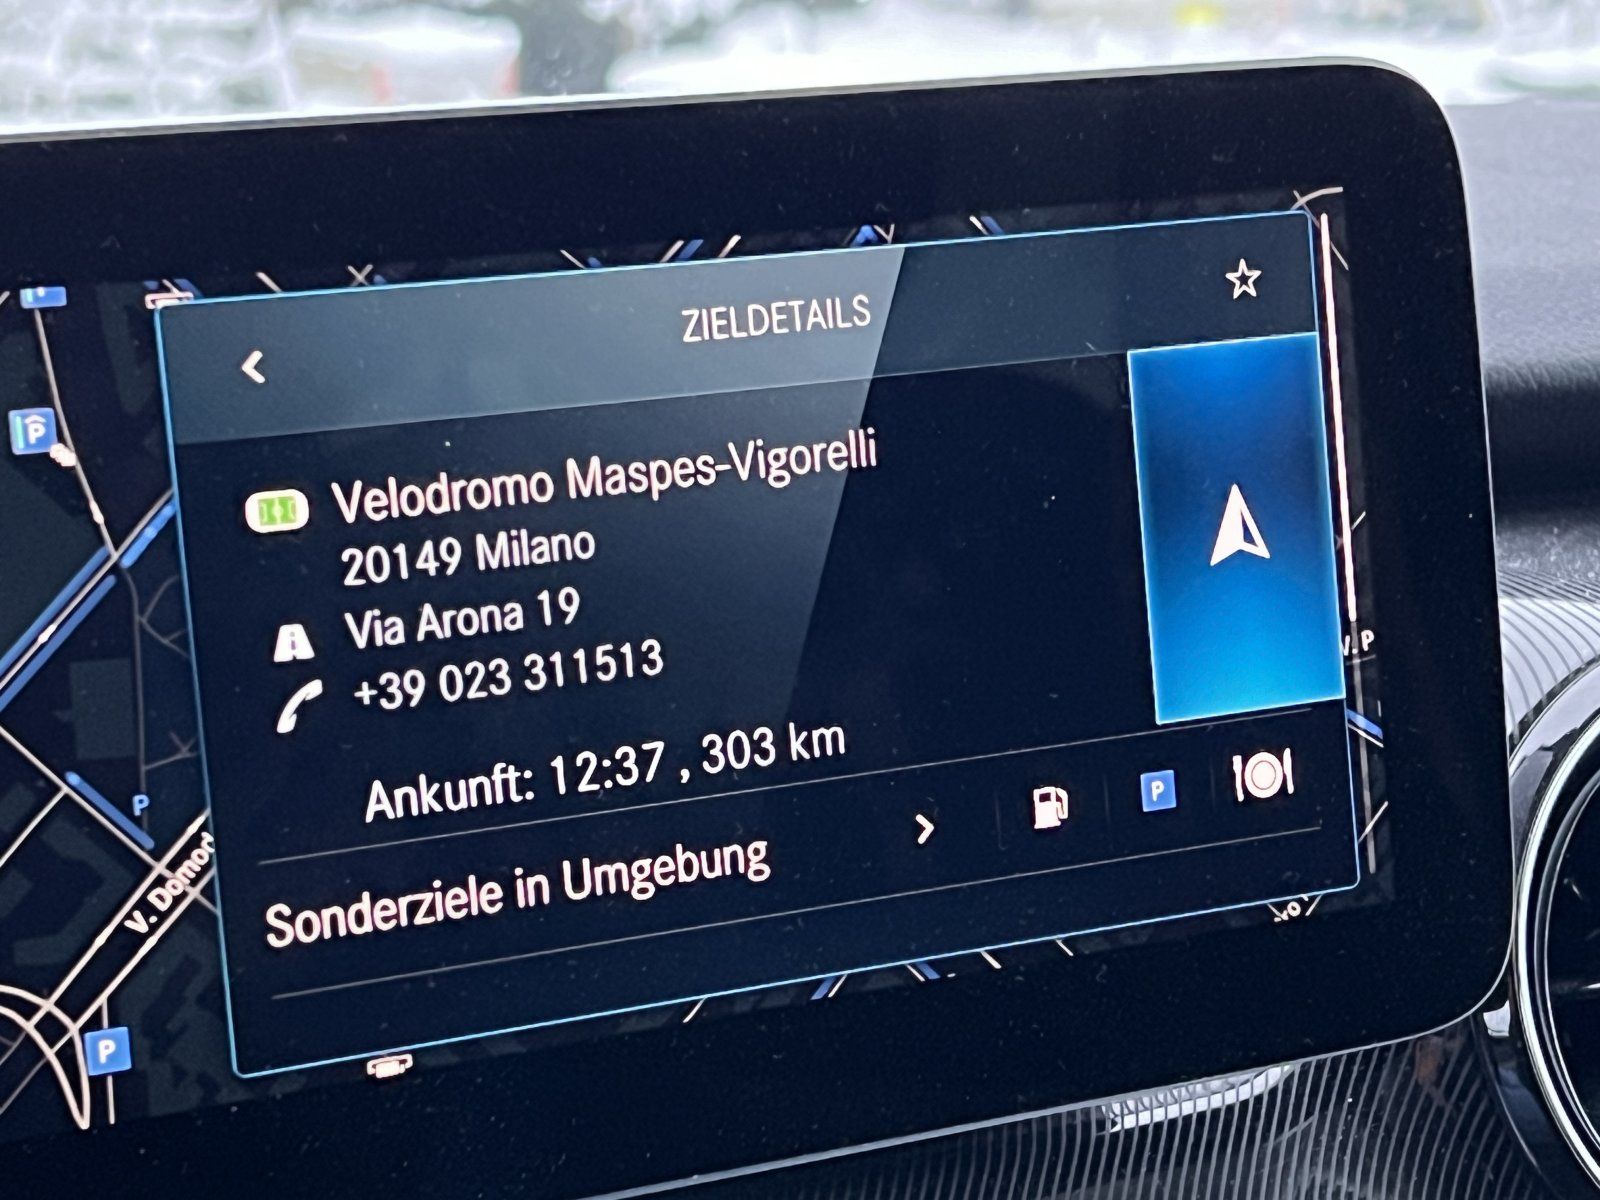 ZIELDETAILS
Velodromo Maspes-Vigorelli
20149 Milano
Via Arona 19
+39 023 311513
Ankunft: 12:37 , 303 km
Sonderziele in Umgebung
P
P
P
P
V. P